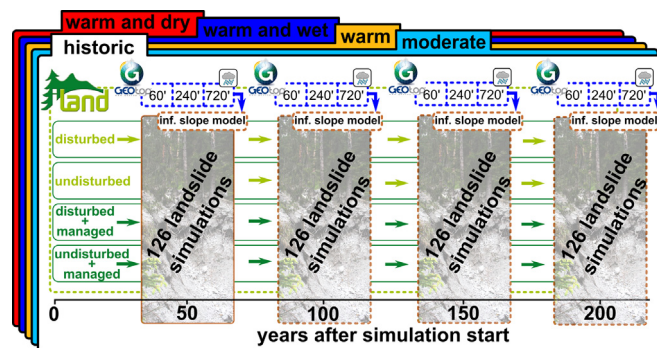 warm and dry
warm and wet
warm
moderate
historic
iLand
GEOtop
60' 240' 720'
GEOtop
60' 240' 720'
GEOtop
60' 240' 720'
GEOtop
60' 240' 720'
inf. slope model
inf. slope model
inf. slope model
inf. slope model
disturbed
undisturbed
disturbed
+
managed
undisturbed
+
managed
126 landslide
simulations
126 landslide
simulations
126 landslide
simulations
126 landslide
simulations
0 50 100 150 200
years after simulation start